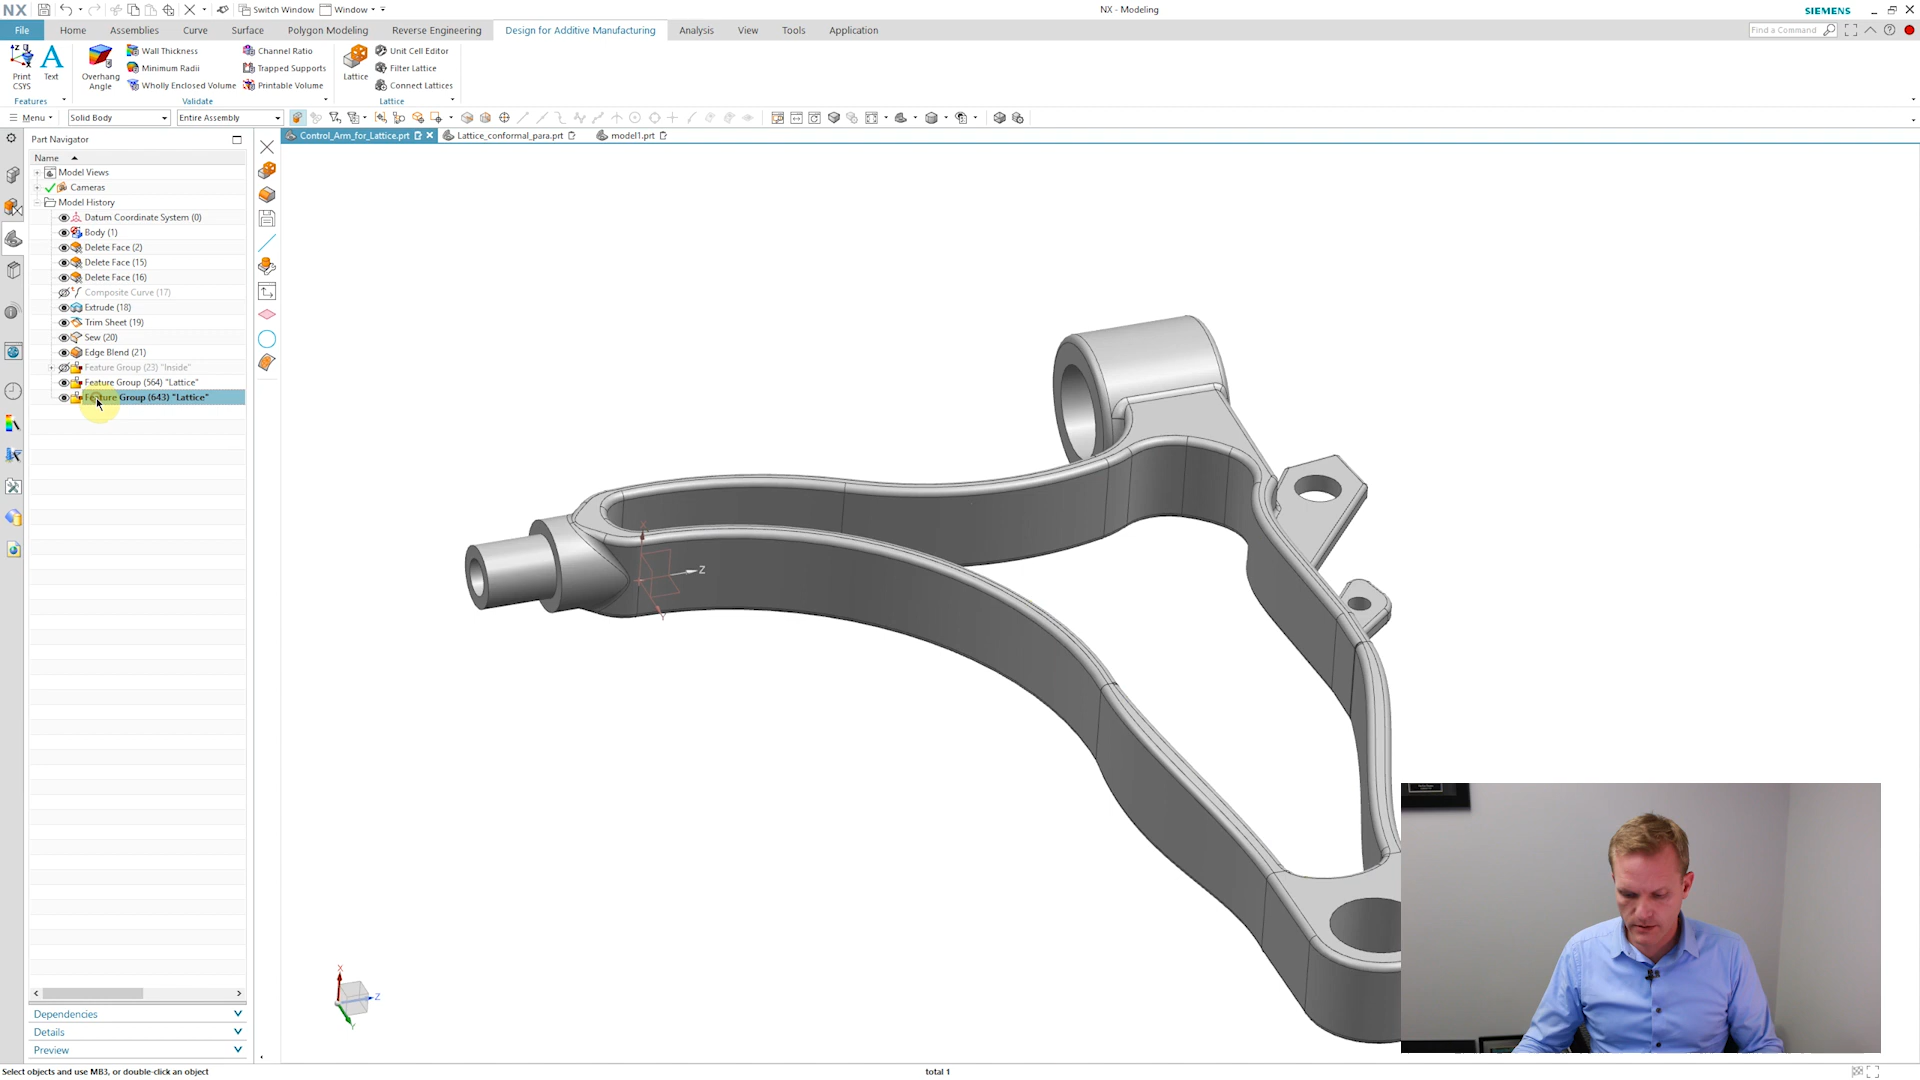 NX
Switch Window
Window
NX - Modeling
SIEMENS
File
Home
Assemblies
Curve
Surface
Polygon Modeling
Reverse Engineering
Design for Additive Manufacturing
Analysis
View
Tools
Application
Find a Command
Print CSYS
Text
Overhang Angle
Wall Thickness
Minimum Radii
Wholly Enclosed Volume
Channel Ratio
Trapped Supports
Printable Volume
Lattice
Unit Cell Editor
Filter Lattice
Connect Lattices
Features
Validate
Lattice
Menu
Solid Body
Entire Assembly
Part Navigator
Control_Arm_for_Lattice.prt
Lattice_conformal_para.prt
model1.prt
Name
Model Views
Cameras
Model History
Datum Coordinate System (0)
Body (1)
Delete Face (2)
Delete Face (15)
Delete Face (16)
Composite Curve (17)
Extrude (18)
Trim Sheet (19)
Sew (20)
Edge Blend (21)
Feature Group (23) "Inside"
Feature Group (564) "Lattice"
Feature Group (643) "Lattice"
X
Z
Y
X
Z
Y
Dependencies
Details
Preview
Select objects and use MB3, or double-click an object
total 1